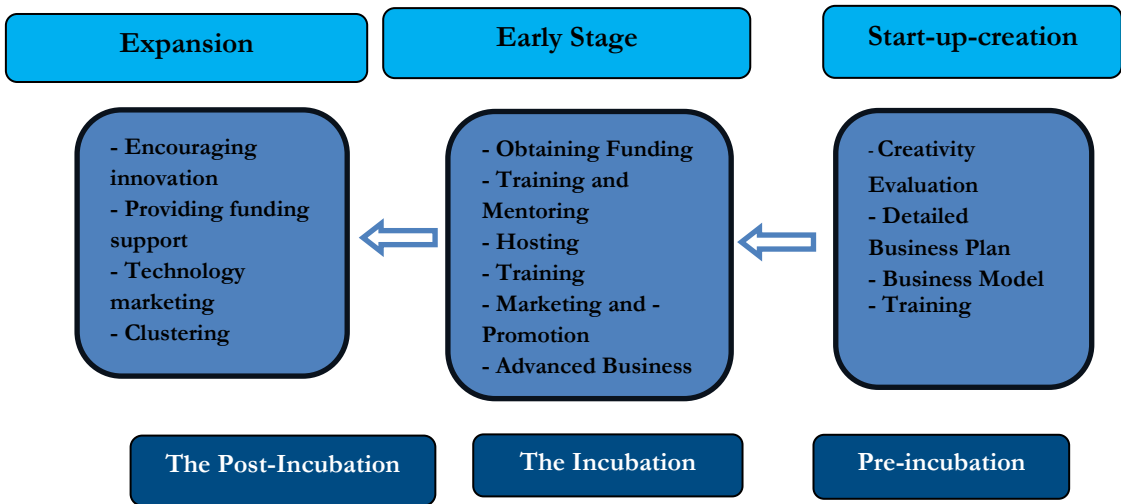 Expansion
Early Stage
Start-up-creation
- Encouraging
innovation
- Providing funding
support
- Technology
marketing
- Clustering
- Obtaining Funding
- Training and
Mentoring
- Hosting
- Training
- Marketing and -
Promotion
- Advanced Business
- Creativity
Evaluation
- Detailed
Business Plan
- Business Model
- Training
The Post-Incubation
The Incubation
Pre-incubation